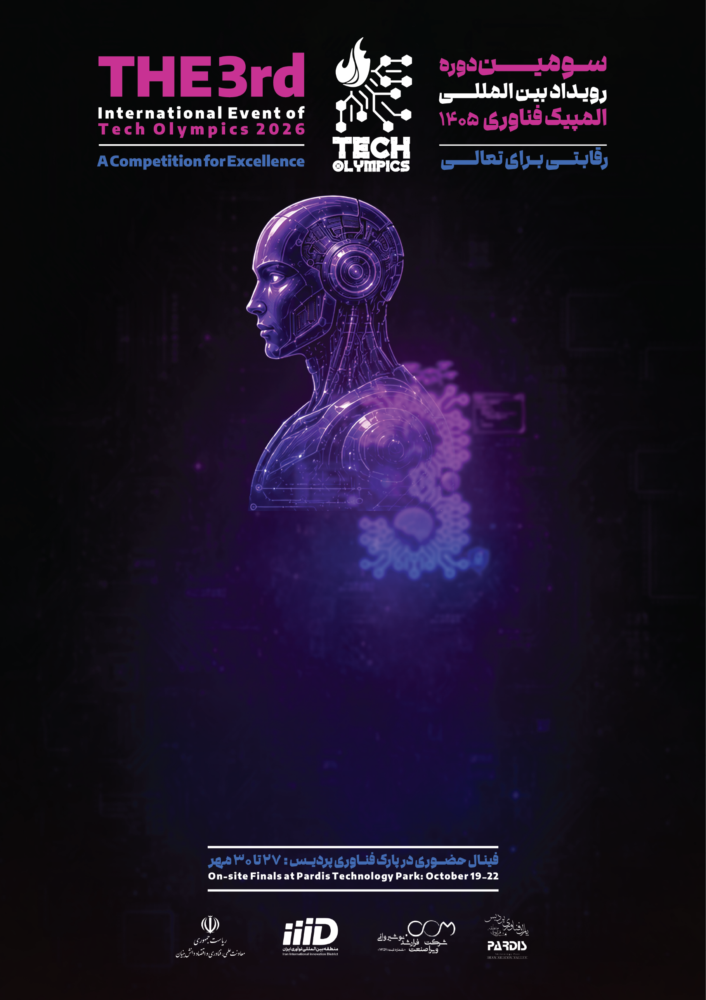 THE 3rd
International Event of
Tech Olympics 2026
A Competition for Excellence
TECH
OLYMPICS
سومین دوره
رویداد بین المللی
المپیک فناوری ۱۴۰۵
رقابتی برای تعالی
فینال حضوری در پارک فناوری پردیس: ۲۷ تا ۳۰ مهر
On-site Finals at Pardis Technology Park: October 19-22
ریاست جمهوری
معاونت علمی، فناوری و اقتصاد دانش بنیان
iiiD
منطقه بین المللی نوآوری ایران
Iran International Innovation District
نوشیروانی
شرکت فرارشد
ویراصنعت
پارک فناوری پردیس
PARDIS
Technology Park
IRAN SILICON VALLEY